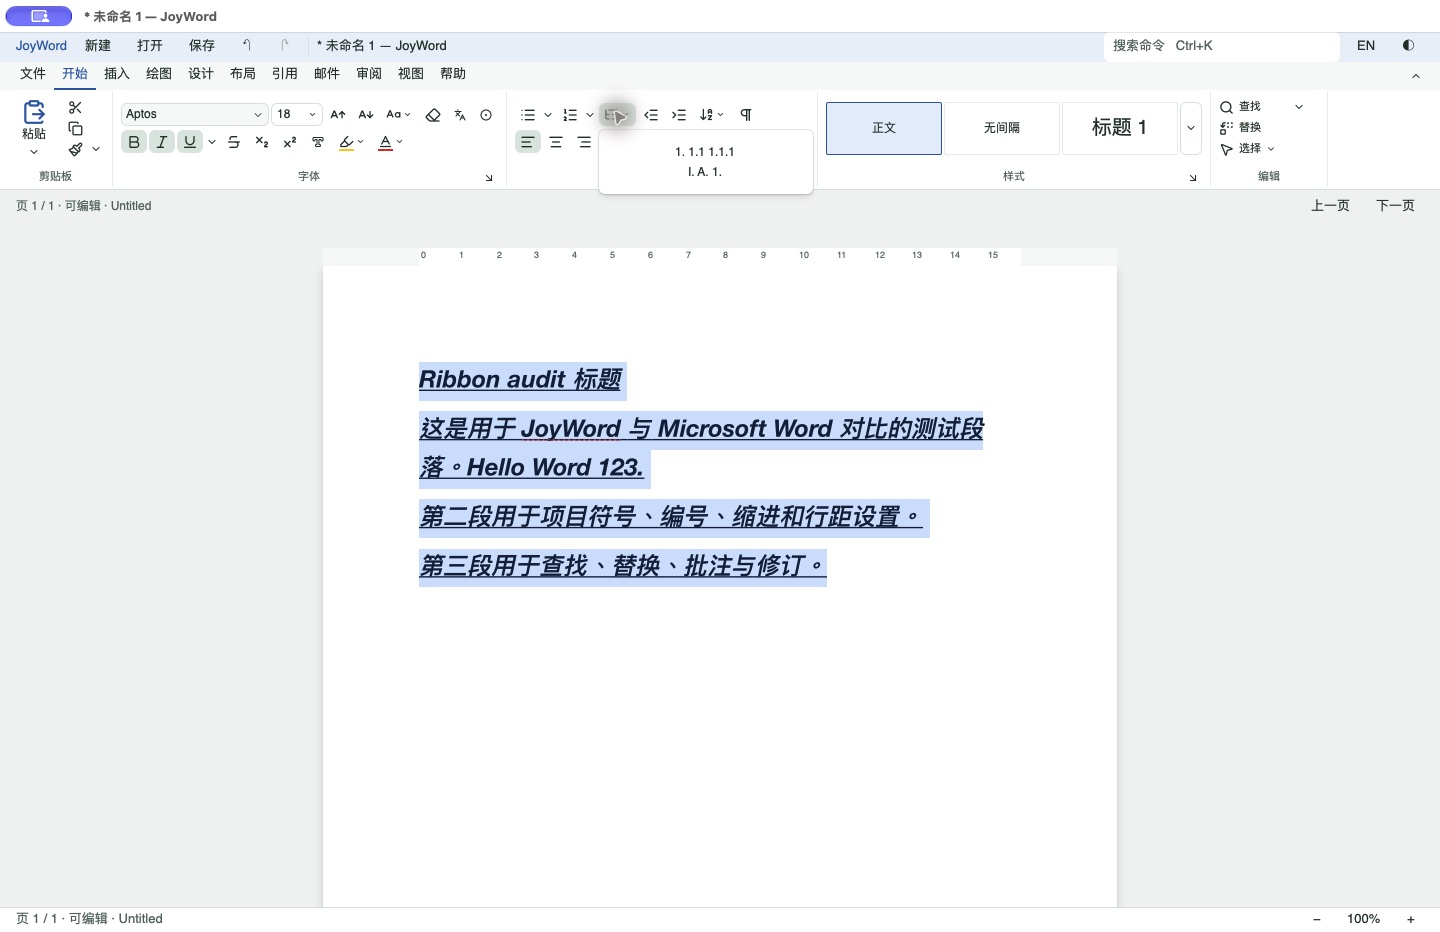 * 未命名 1 — JoyWord
JoyWord 新建 打开 保存 * 未命名 1 — JoyWord 搜索命令 Ctrl+K EN
文件 开始 插入 绘图 设计 布局 引用 邮件 审阅 视图 帮助
粘贴
剪贴板
Aptos 18 Aa
B I U
字体
1. 1.1 1.1.1
I. A. 1.
正文 无间隔 标题 1
样式
查找
替换
选择
编辑
页 1 / 1 · 可编辑 · Untitled 上一页 下一页
0 1 2 3 4 5 6 7 8 9 10 11 12 13 14 15
Ribbon audit 标题
这是用于 JoyWord 与 Microsoft Word 对比的测试段
落。Hello Word 123.
第二段用于项目符号、编号、缩进和行距设置。
第三段用于查找、替换、批注与修订。
页 1 / 1 · 可编辑 · Untitled − 100% +